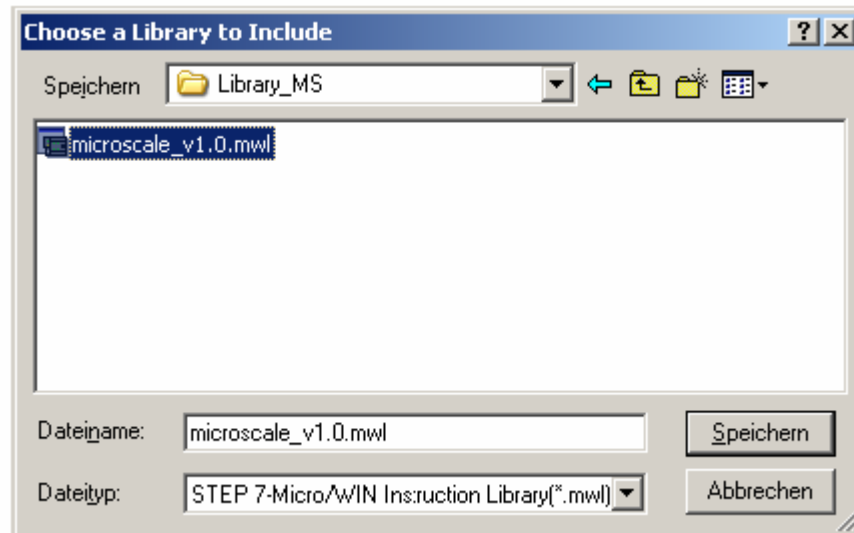 Choose a Library to Include
Speichern Library_MS
microscale_v1.0.mwl
Dateiname: microscale_v1.0.mwl Speichern
Dateityp: STEP 7-Micro/WIN Ins:ruction Library(*.mwl) Abbrechen